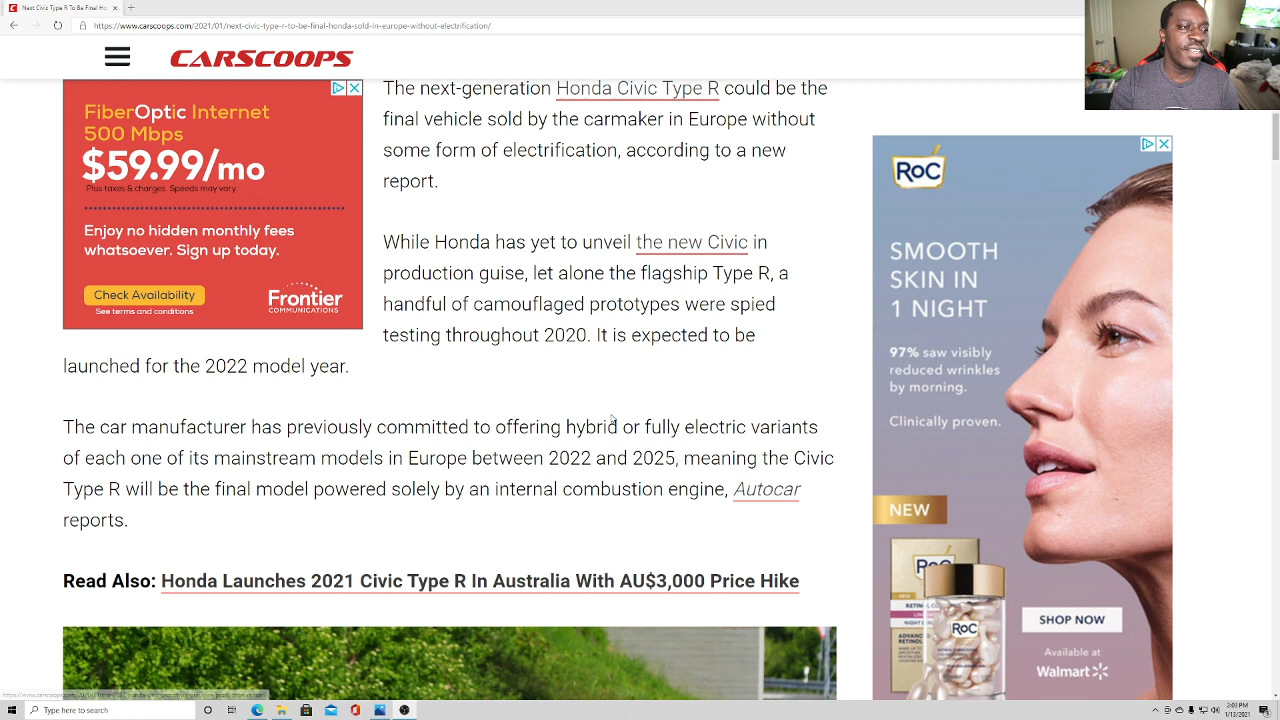 Next Civic Type R To Be Final Ho
https://www.carscoops.com/2021/01/next-civic-type-r-to-be-final-honda-sold-in-europe-without-electrification/
CARSCOOPS
FiberOptic Internet
500 Mbps
$59.99/mo
Plus taxes & charges. Speeds may vary.
Enjoy no hidden monthly fees
whatsoever. Sign up today.
Check Availability
See terms and conditions
Frontier
COMMUNICATIONS
The next-generation Honda Civic Type R could be the
final vehicle sold by the carmaker in Europe without
some form of electrification, according to a new
report.
While Honda has yet to unveil the new Civic in
production guise, let alone the flagship Type R, a
handful of camouflaged prototypes were spied
testing throughout 2020. It is expected to be
launched for the 2022 model year.
The car manufacturer has previously committed to offering hybrid or fully electric variants
of each one of its mainstream models in Europe between 2022 and 2025, meaning the Civic
Type R will be the final model powered solely by an internal combustion engine, Autocar
reports.
Read Also: Honda Launches 2021 Civic Type R In Australia With AU$3,000 Price Hike
RoC
SMOOTH
SKIN IN
1 NIGHT
97% saw visibly
reduced wrinkles
by morning.
Clinically proven.
NEW
RoC
RoC
SHOP NOW
Available at
Walmart
Type here to search
2:03 PM
1/13/2021